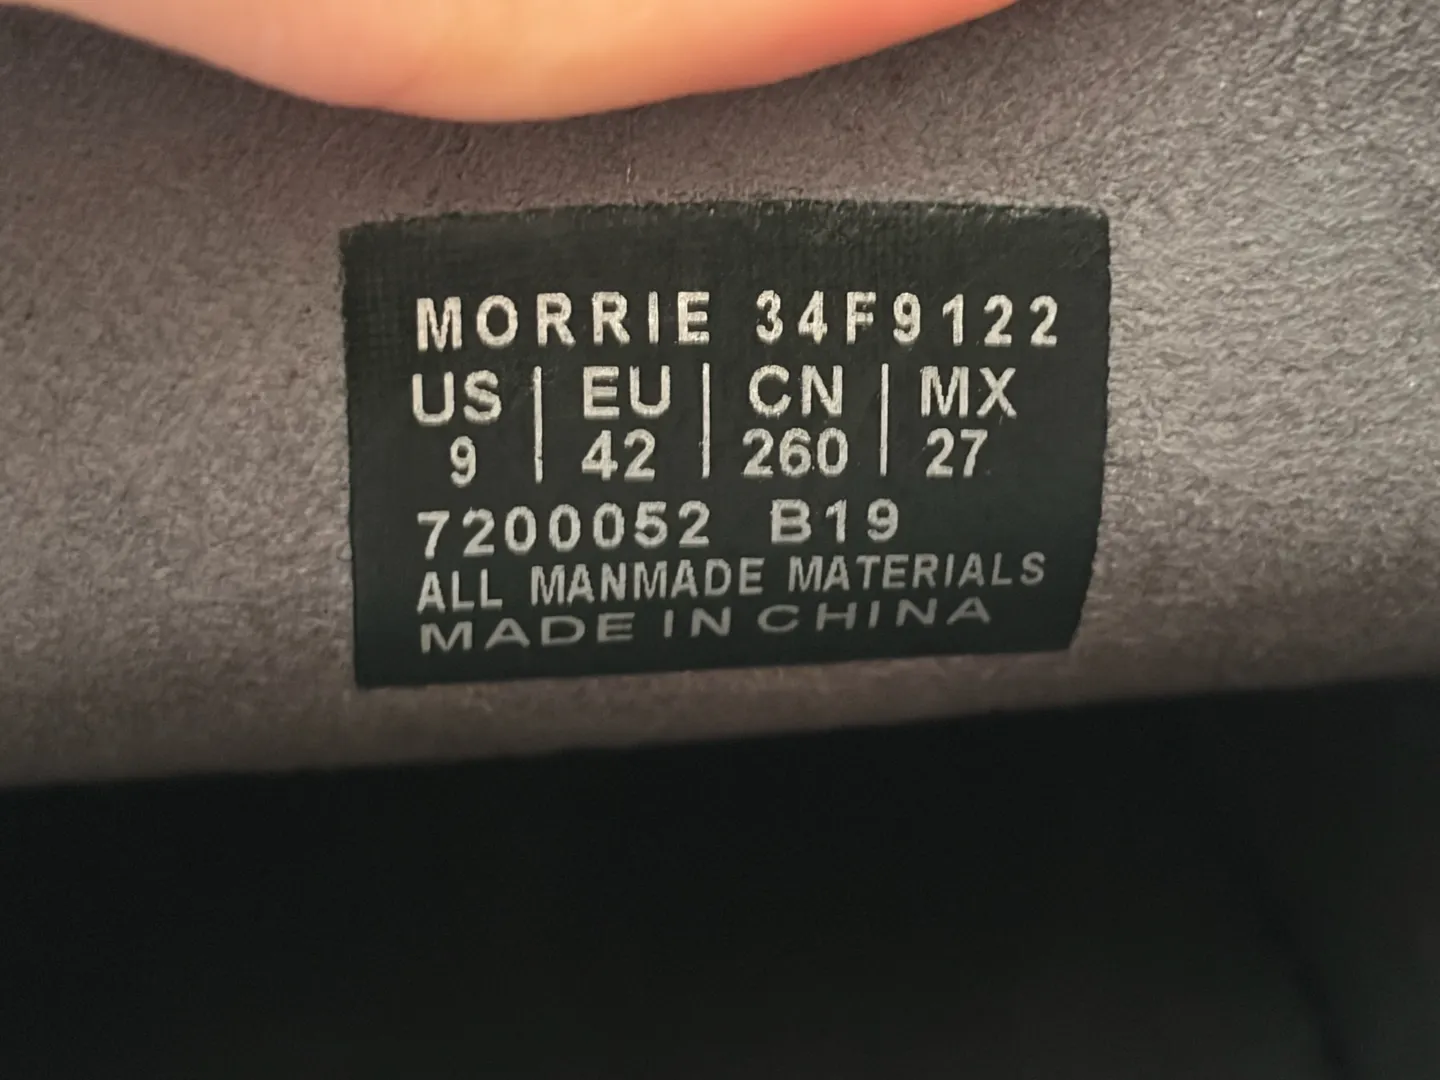 MORRIE 34F9122
US | EU | CN | MX
9 | 42 | 260 | 27
7200052 B19
ALL MANMADE MATERIALS
MADE IN CHINA